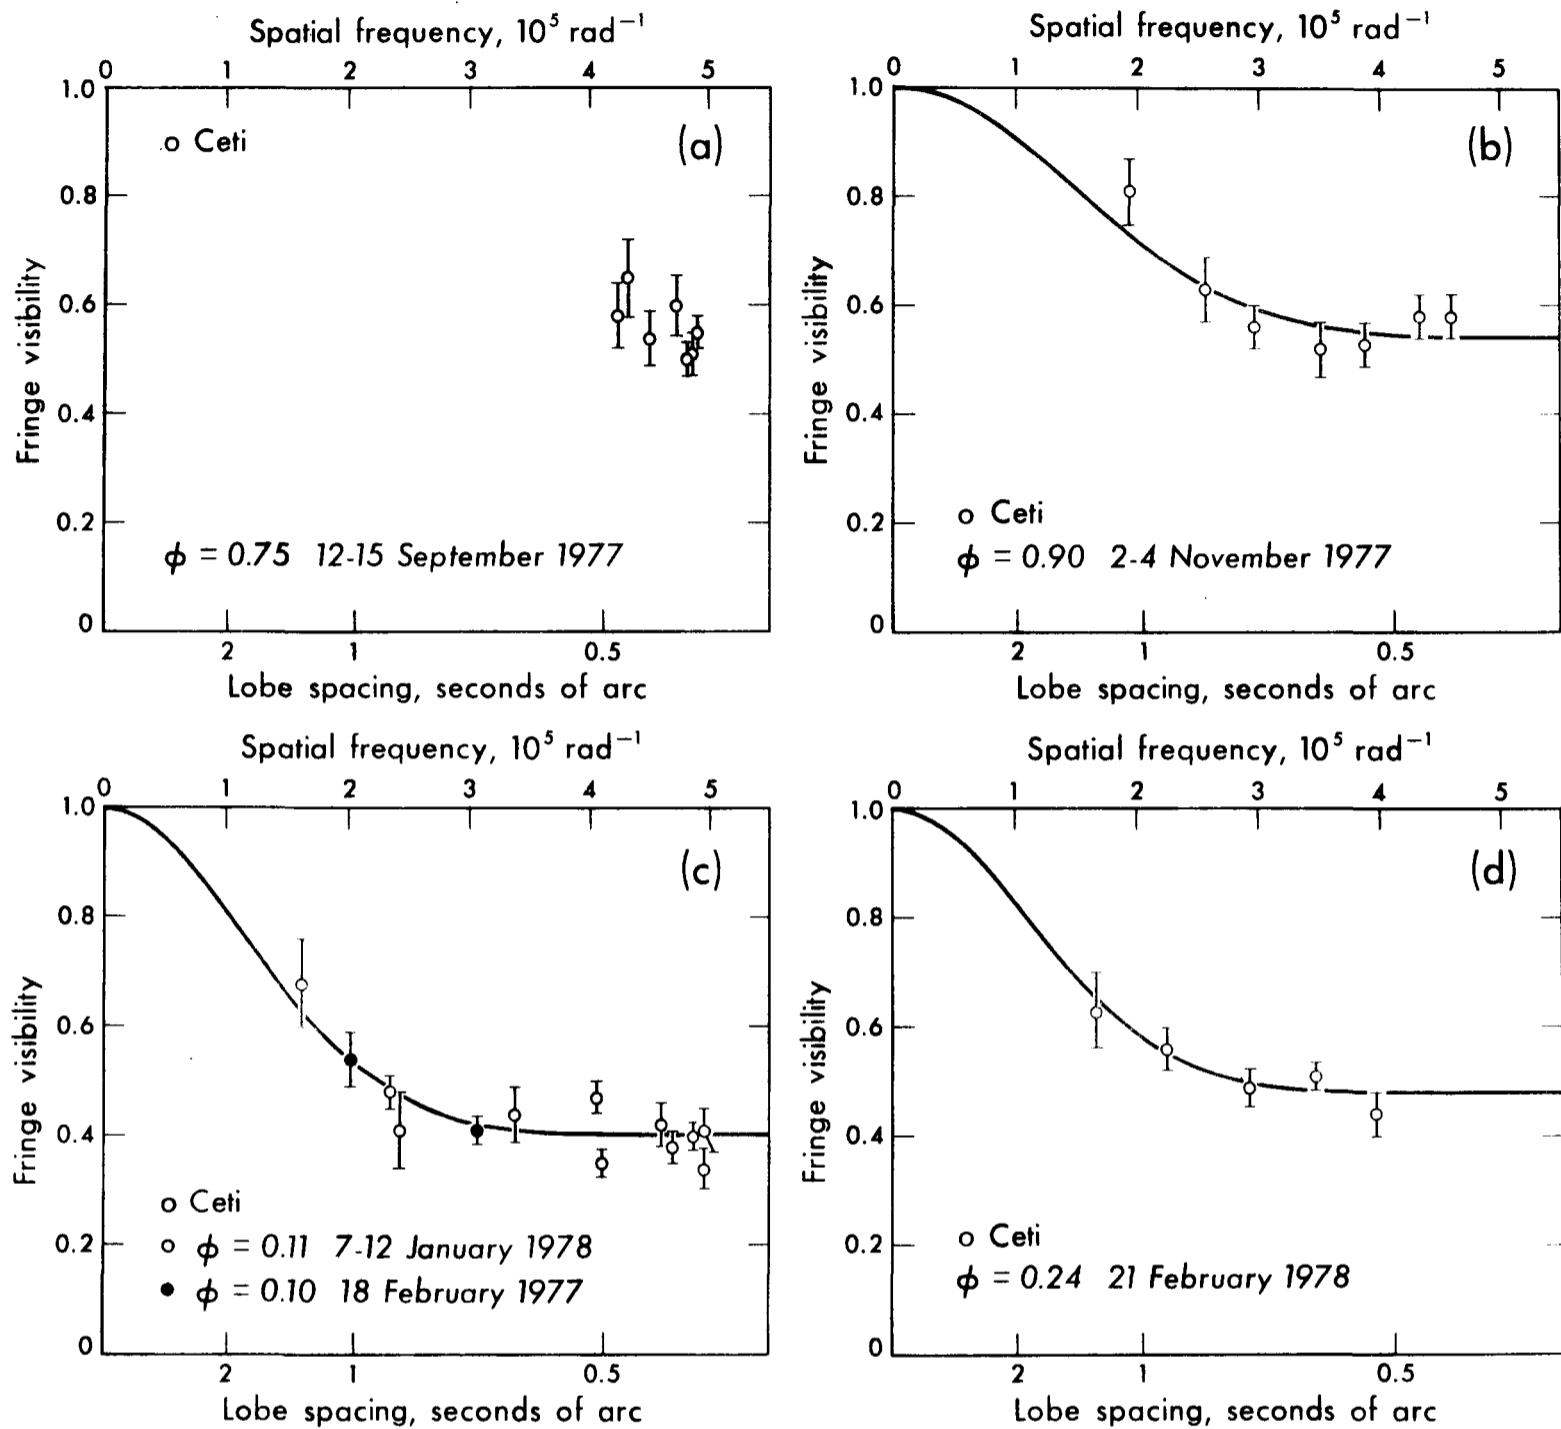 Spatial frequency, 10⁵ rad⁻¹
0 1 2 3 4 5
1.0
0.8
0.6
0.4
0.2
0
Fringe visibility
o Ceti
(a)
ϕ = 0.75 12-15 September 1977
2 1 0.5
Lobe spacing, seconds of arc
Spatial frequency, 10⁵ rad⁻¹
0 1 2 3 4 5
1.0
0.8
0.6
0.4
0.2
0
Fringe visibility
(b)
o Ceti
ϕ = 0.90 2-4 November 1977
2 1 0.5
Lobe spacing, seconds of arc
Spatial frequency, 10⁵ rad⁻¹
0 1 2 3 4 5
1.0
0.8
0.6
0.4
0.2
0
Fringe visibility
(c)
o Ceti
○ ϕ = 0.11 7-12 January 1978
● ϕ = 0.10 18 February 1977
2 1 0.5
Lobe spacing, seconds of arc
Spatial frequency, 10⁵ rad⁻¹
0 1 2 3 4 5
1.0
0.8
0.6
0.4
0.2
0
Fringe visibility
(d)
o Ceti
ϕ = 0.24 21 February 1978
2 1 0.5
Lobe spacing, seconds of arc